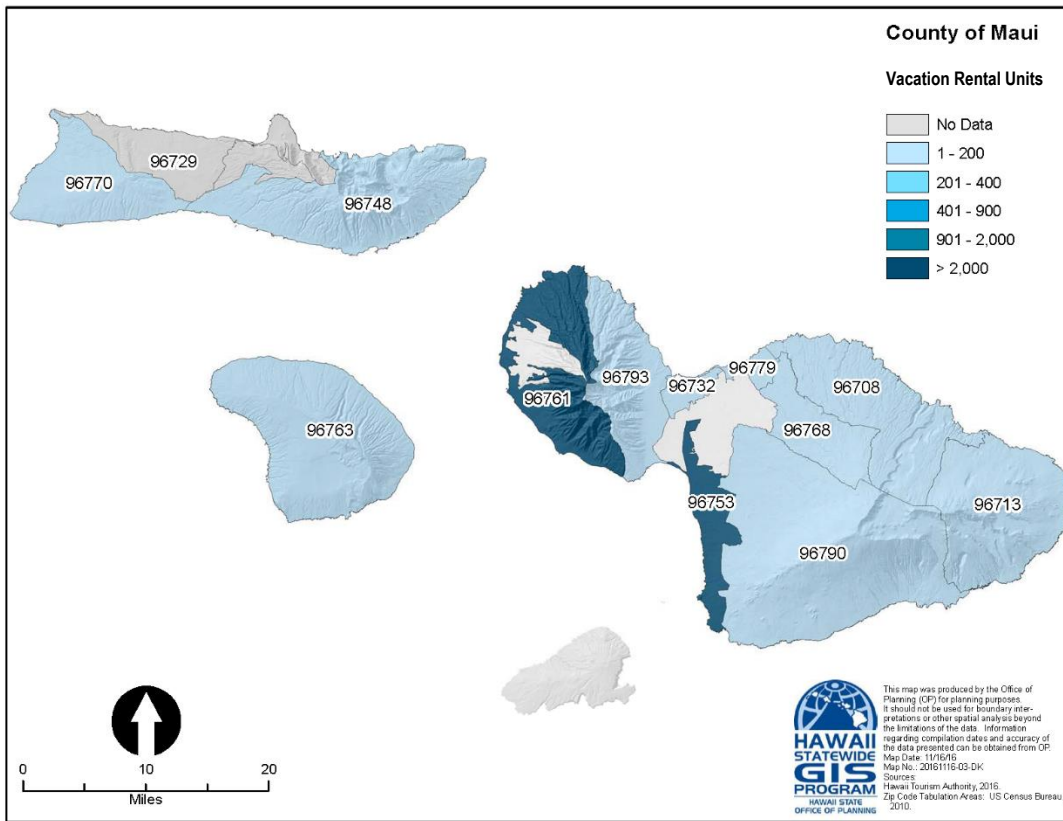 County of Maui
Vacation Rental Units
No Data
1 - 200
201 - 400
401 - 900
901 - 2,000
> 2,000
96729
96770
96748
96793
96779
96732
96708
96761
96768
96763
96753
96713
96790
0 10 20
Miles
HAWAII
STATEWIDE
GIS
PROGRAM
HAWAII STATE
OFFICE OF PLANNING
This map was produced by the Office of
Planning (OP) for planning purposes.
It should not be used for boundary inter-
pretations or other spatial analysis beyond
the limitations of the data. Information
regarding compilation dates and accuracy of
the data presented can be obtained from OP.
Map Date: 11/16/16
Map No.: 20161116-03-DK
Sources:
Hawaii Tourism Authority, 2016.
Zip Code Tabulation Areas: US Census Bureau
2010.